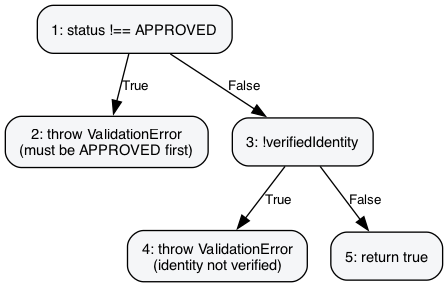 1: status !== APPROVED
True
False
2: throw ValidationError
(must be APPROVED first)
3: !verifiedIdentity
True
False
4: throw ValidationError
(identity not verified)
5: return true